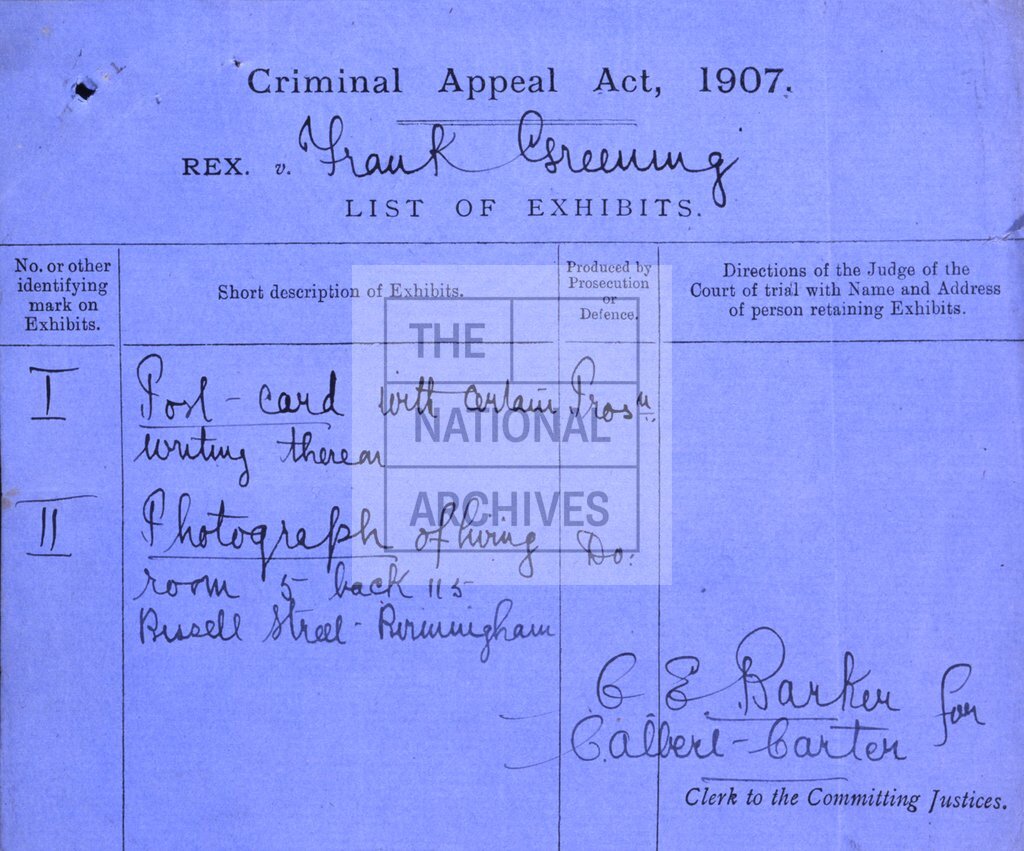 Criminal Appeal Act, 1907.
REX. v. Frank Greening
LIST OF EXHIBITS.
No. or other
identifying
mark on
Exhibits.
Short description of Exhibits.
Produced by
Prosecution
or
Defence.
Directions of the Judge of the
Court of trial with Name and Address
of person retaining Exhibits.
I
Post-card with certain
writing thereon
Pros n.
II
Photograph of living
room 5 back 115
Bissell Street - Birmingham
Do:
C E Barker for
C. Albert-Carter
Clerk to the Committing Justices.
THE
NATIONAL
ARCHIVES